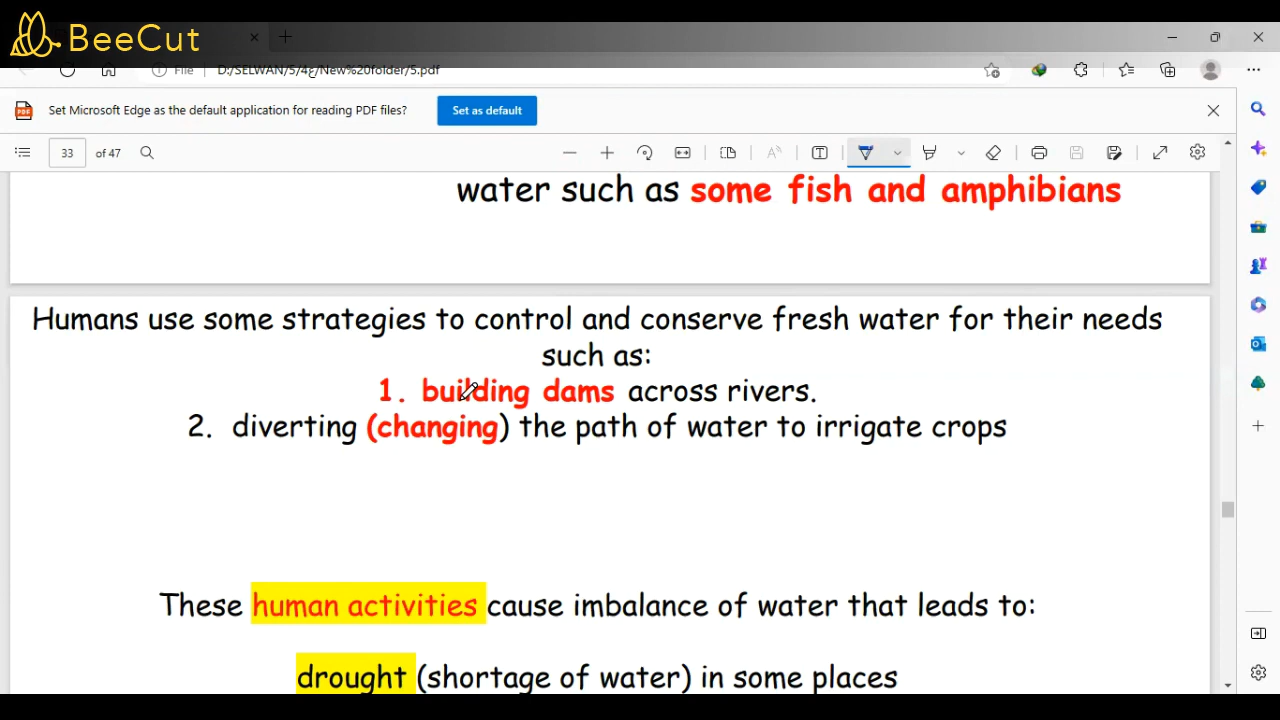 BeeCut
File D:/SELWAN/5/4ع/New%20folder/5.pdf
Set Microsoft Edge as the default application for reading PDF files? Set as default
33 of 47
water such as some fish and amphibians
Humans use some strategies to control and conserve fresh water for their needs
such as:
1. building dams across rivers.
2. diverting (changing) the path of water to irrigate crops
These human activities cause imbalance of water that leads to:
drought (shortage of water) in some places